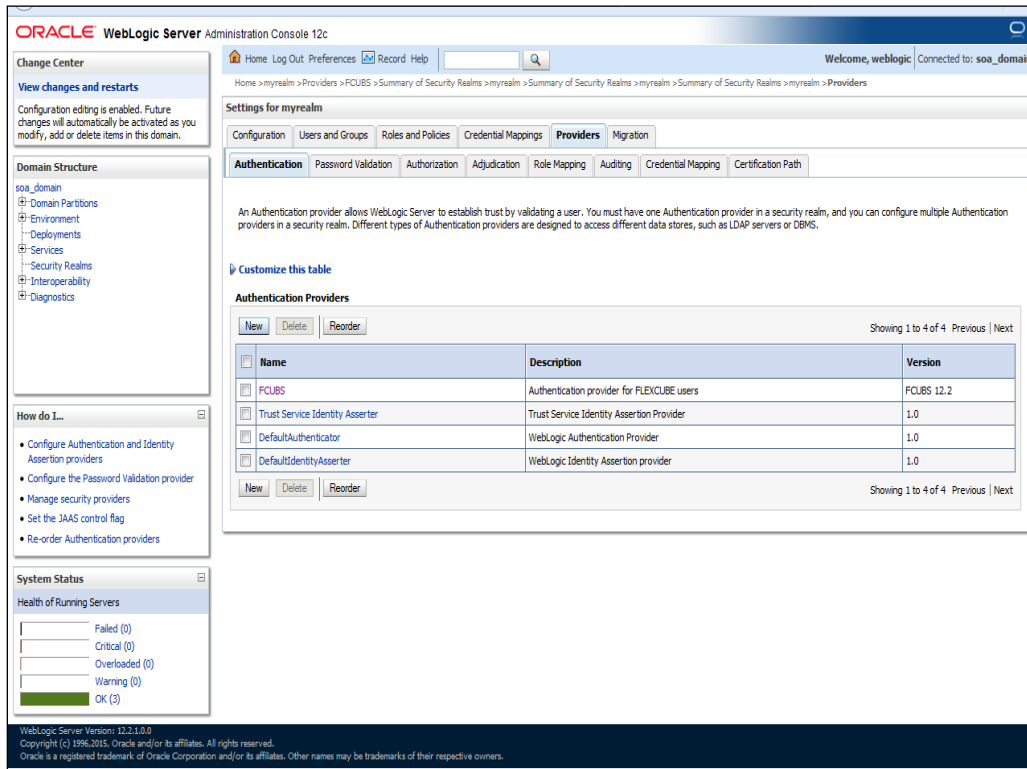 ORACLE WebLogic Server Administration Console 12c
Change Center
View changes and restarts
Configuration editing is enabled. Future
changes will automatically be activated as you
modify, add or delete items in this domain.
Domain Structure
soa_domain
Domain Partitions
Environment
Deployments
Services
Security Realms
Interoperability
Diagnostics
How do I...
Configure Authentication and Identity
Assertion providers
Configure the Password Validation provider
Manage security providers
Set the JAAS control flag
Re-order Authentication providers
System Status
Health of Running Servers
Failed (0)
Critical (0)
Overloaded (0)
Warning (0)
OK (3)
Home Log Out Preferences Record Help
Welcome, weblogic Connected to: soa_domain
Home >myrealm >Providers >FCUBS >Summary of Security Realms >myrealm >Summary of Security Realms >myrealm >Summary of Security Realms >myrealm >Providers
Settings for myrealm
Configuration Users and Groups Roles and Policies Credential Mappings Providers Migration
Authentication Password Validation Authorization Adjudication Role Mapping Auditing Credential Mapping Certification Path
An Authentication provider allows WebLogic Server to establish trust by validating a user. You must have one Authentication provider in a security realm, and you can configure multiple Authentication
providers in a security realm. Different types of Authentication providers are designed to access different data stores, such as LDAP servers or DBMS.
Customize this table
Authentication Providers
New Delete Reorder Showing 1 to 4 of 4 Previous | Next
Name Description Version
FCUBS Authentication provider for FLEXCUBE users FCUBS 12.2
Trust Service Identity Asserter Trust Service Identity Assertion Provider 1.0
DefaultAuthenticator WebLogic Authentication Provider 1.0
DefaultIdentityAsserter WebLogic Identity Assertion provider 1.0
New Delete Reorder Showing 1 to 4 of 4 Previous | Next
WebLogic Server Version: 12.2.1.0.0
Copyright (c) 1996,2015, Oracle and/or its affiliates. All rights reserved.
Oracle is a registered trademark of Oracle Corporation and/or its affiliates. Other names may be trademarks of their respective owners.